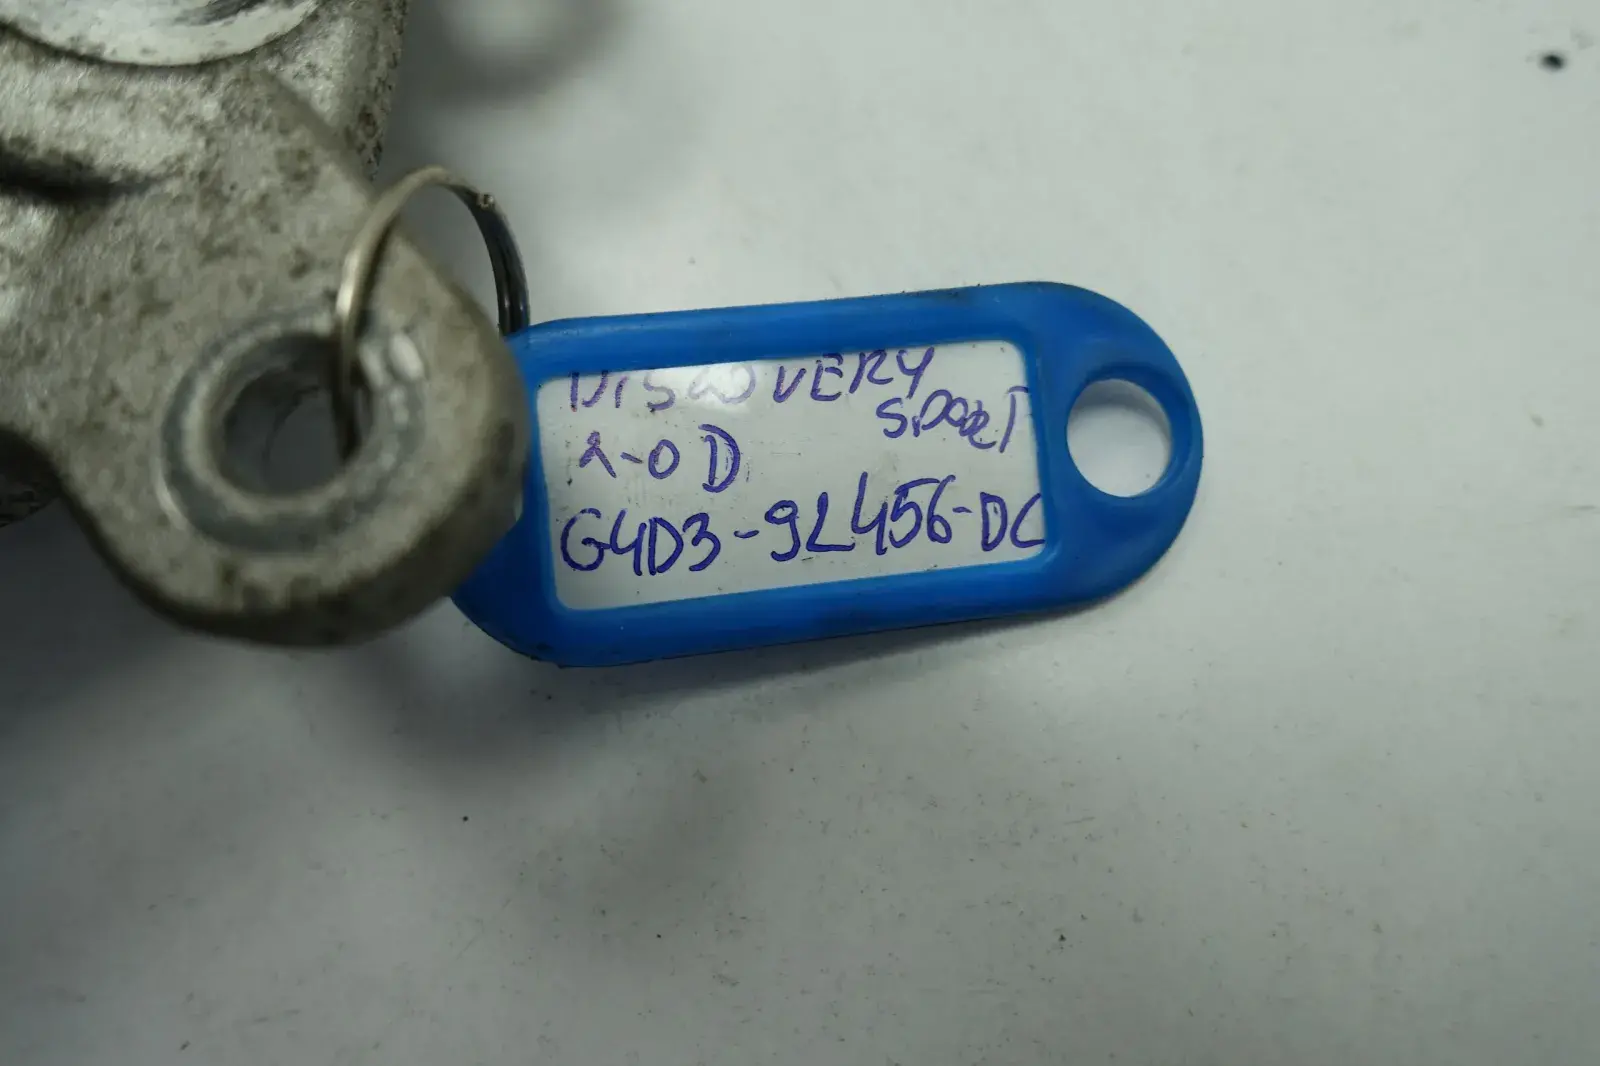 DISCOVERY
SPORT
2.0 D
G4D3-9L456-DC